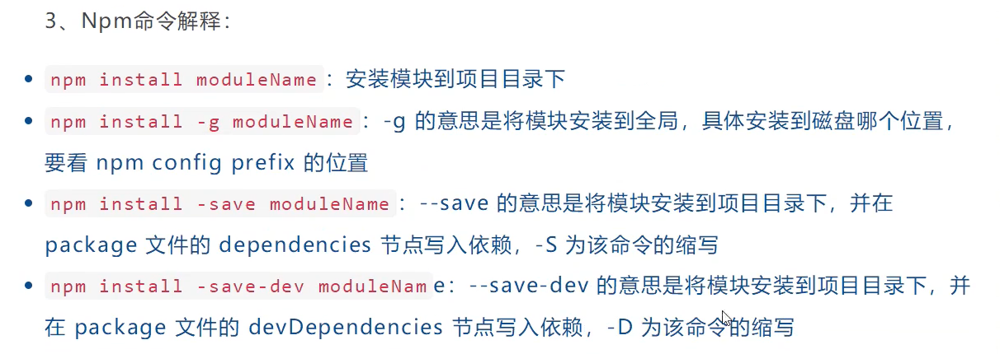 3、Npm命令解释：
npm install moduleName：安装模块到项目目录下
npm install -g moduleName：-g 的意思是将模块安装到全局，具体安装到磁盘哪个位置，
要看 npm config prefix 的位置
npm install -save moduleName：--save 的意思是将模块安装到项目目录下，并在
package 文件的 dependencies 节点写入依赖，-S 为该命令的缩写
npm install -save-dev moduleName：--save-dev 的意思是将模块安装到项目目录下，并
在 package 文件的 devDependencies 节点写入依赖，-D 为该命令的缩写